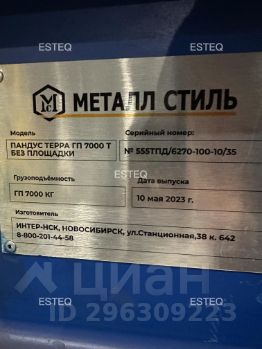 ESTEQ ESTEQ
МЕТАЛЛ СТИЛЬ
Модель
ПАНДУС ТЕРРА ГП 7000 Т
БЕЗ ПЛОЩАДКИ
Серийный номер:
№ 555ТПД/6270-100-10/35
ESTEQ
Грузоподъёмность
ГП 7000 КГ
Дата выпуска
10 мая 2023 г.
Изготовитель
ИНТЕР-НСК, НОВОСИБИРСК, ул.Станционная,38 к. 642
8-800-201-44-58
циан
ID 296309223
ESTEQ ESTEQ